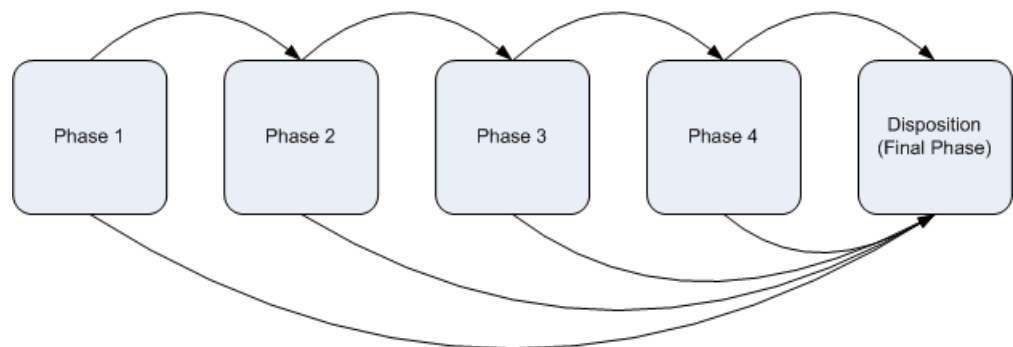 Phase 1
Phase 2
Phase 3
Phase 4
Disposition
(Final Phase)